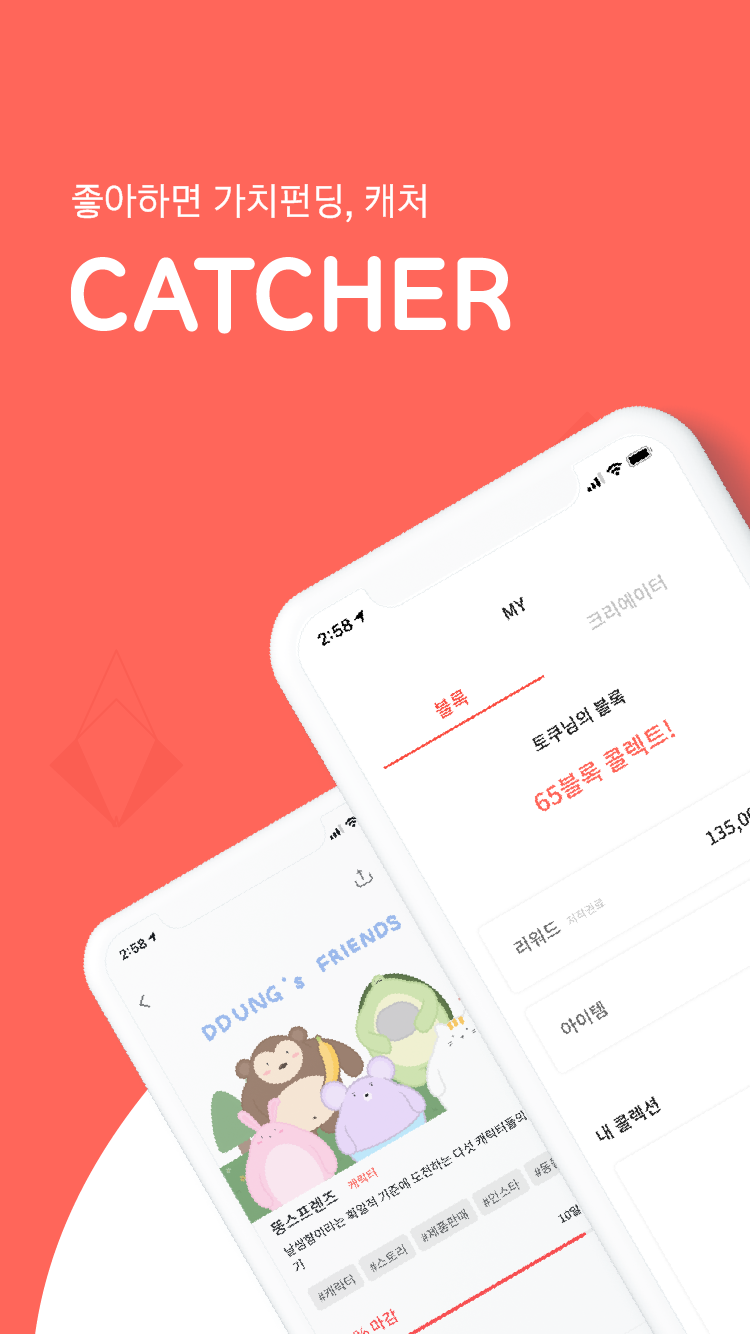 좋아하면 가치펀딩, 캐처
CATCHER
2:58
MY
크리에이터
블록
토쿠님의 블록
65블록 콜렉트!
135,0
리워드 저작권료
아이템
내 콜렉션
2:58
DDUNG's FRIENDS
뚱스프렌즈 캐릭터
날씬함이라는 획일적 기준에 도전하는 다섯 캐릭터들의
기
#캐릭터 #스토리 #제품판매 #인스타 #동물
10일
% 마감